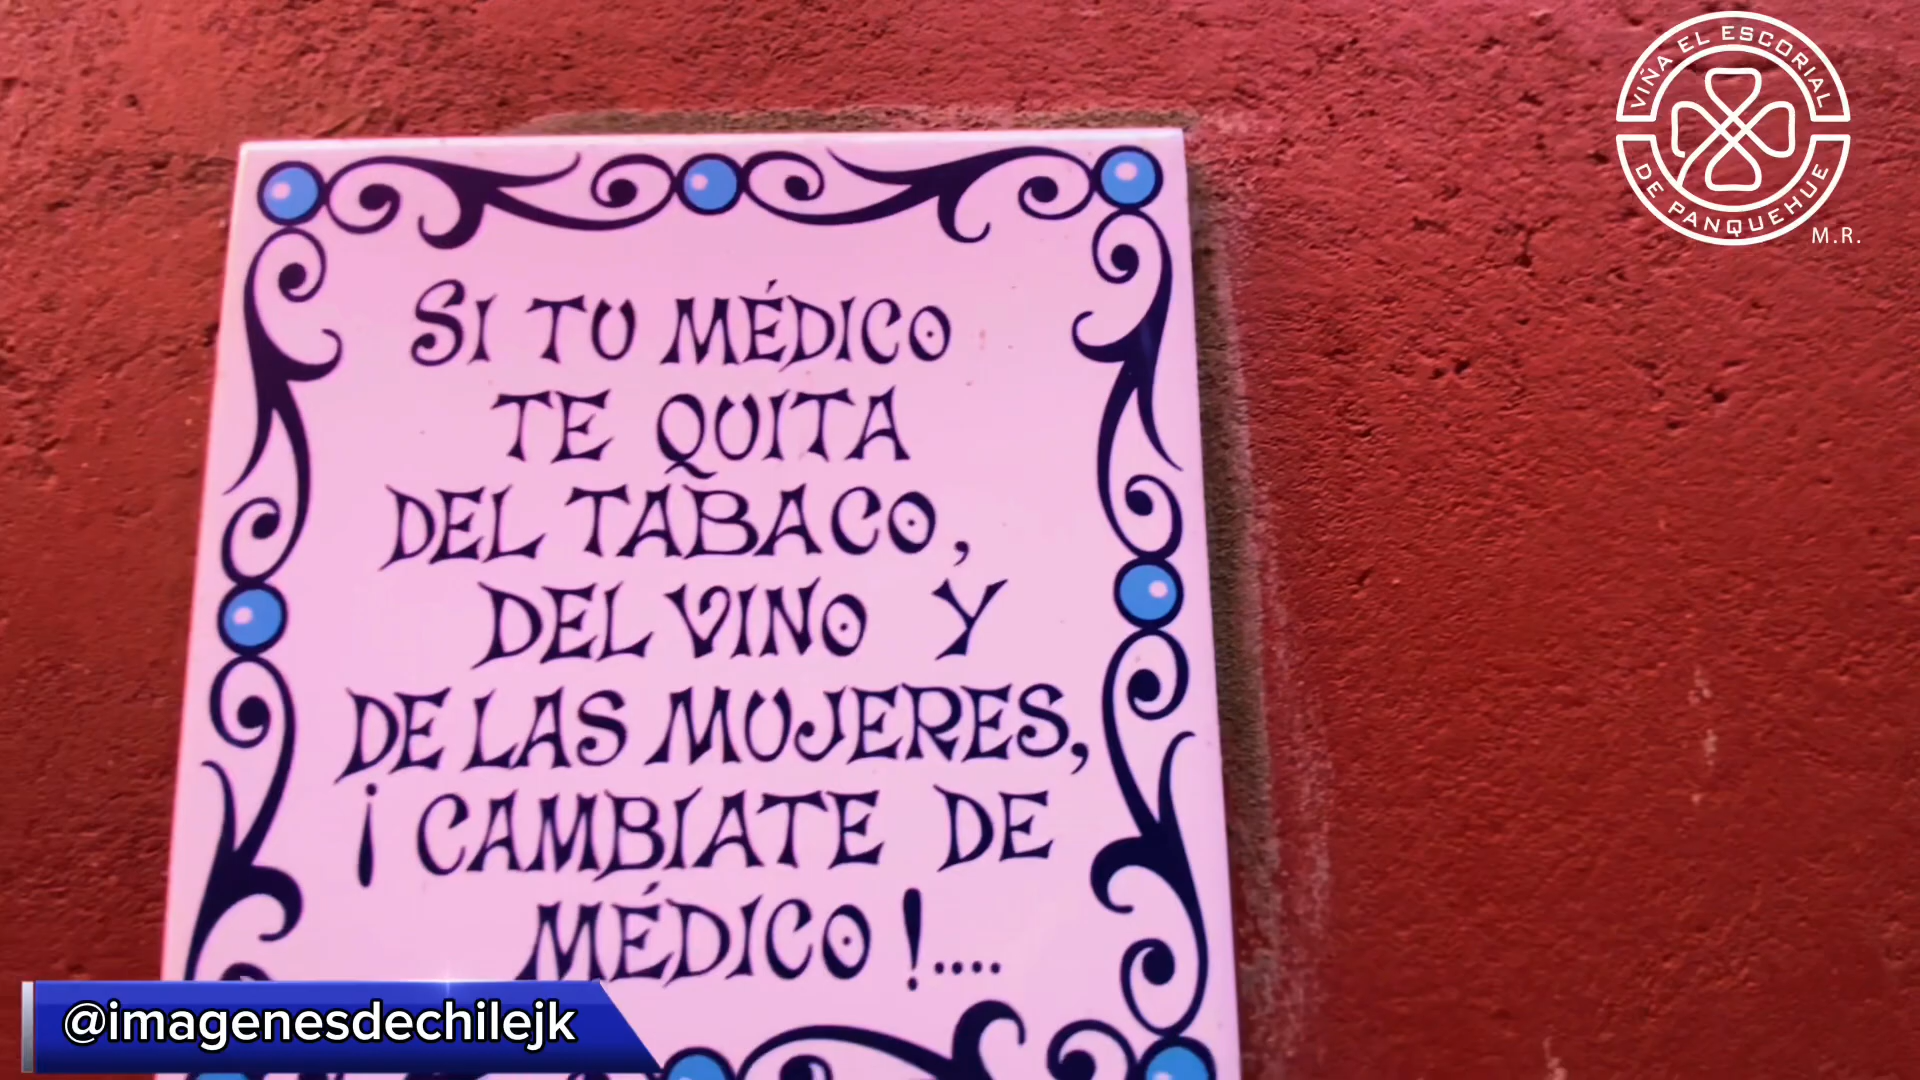 VIÑA EL ESCORIAL
DE PANQUEHUE
M.R.
SI TU MÉDICO
TE QUITA
DEL TABACO,
DEL VINO Y
DE LAS MUJERES,
¡CAMBIATE DE
MÉDICO!....
@imagenesdechilejk